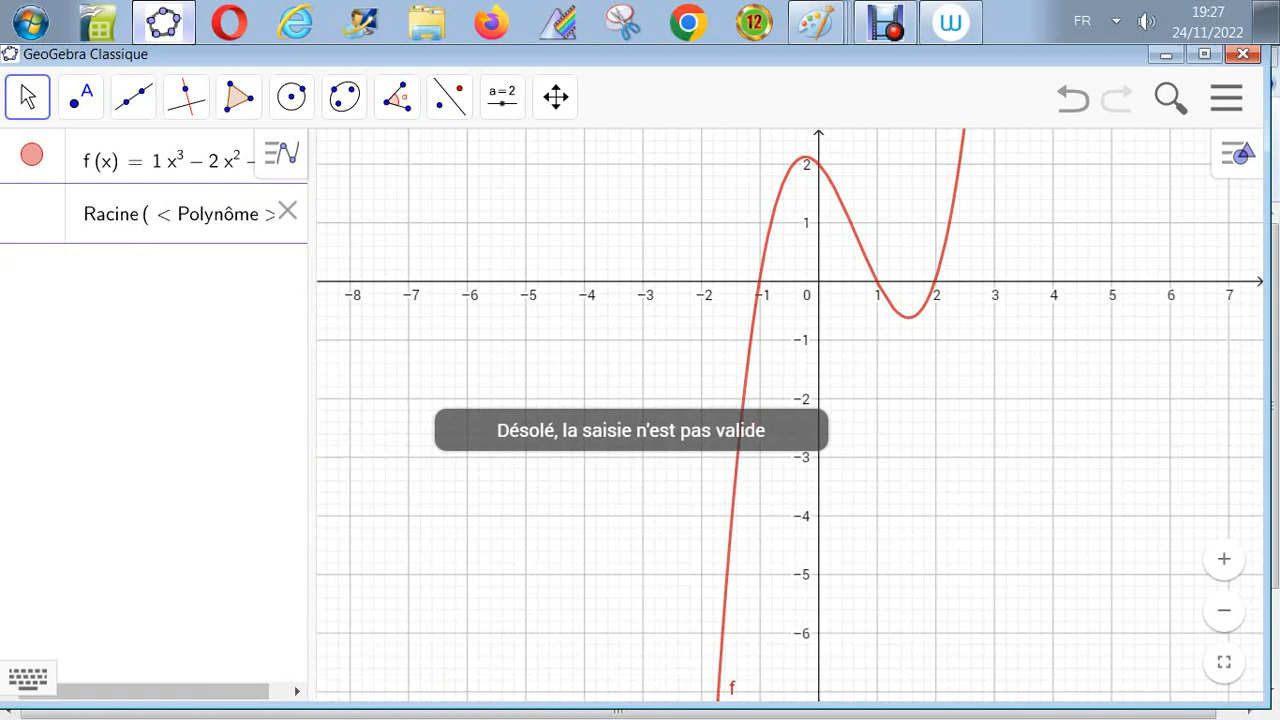 FR
19:27
24/11/2022
GeoGebra Classique
A
α
a = 2
f (x) = 1 x³ − 2 x² −
Racine ( < Polynôme >
2
1
−8 −7 −6 −5 −4 −3 −2 −1 0 1 2 3 4 5 6 7
−1
−2
Désolé, la saisie n'est pas valide
−3
−4
−5
−6
f
12
W